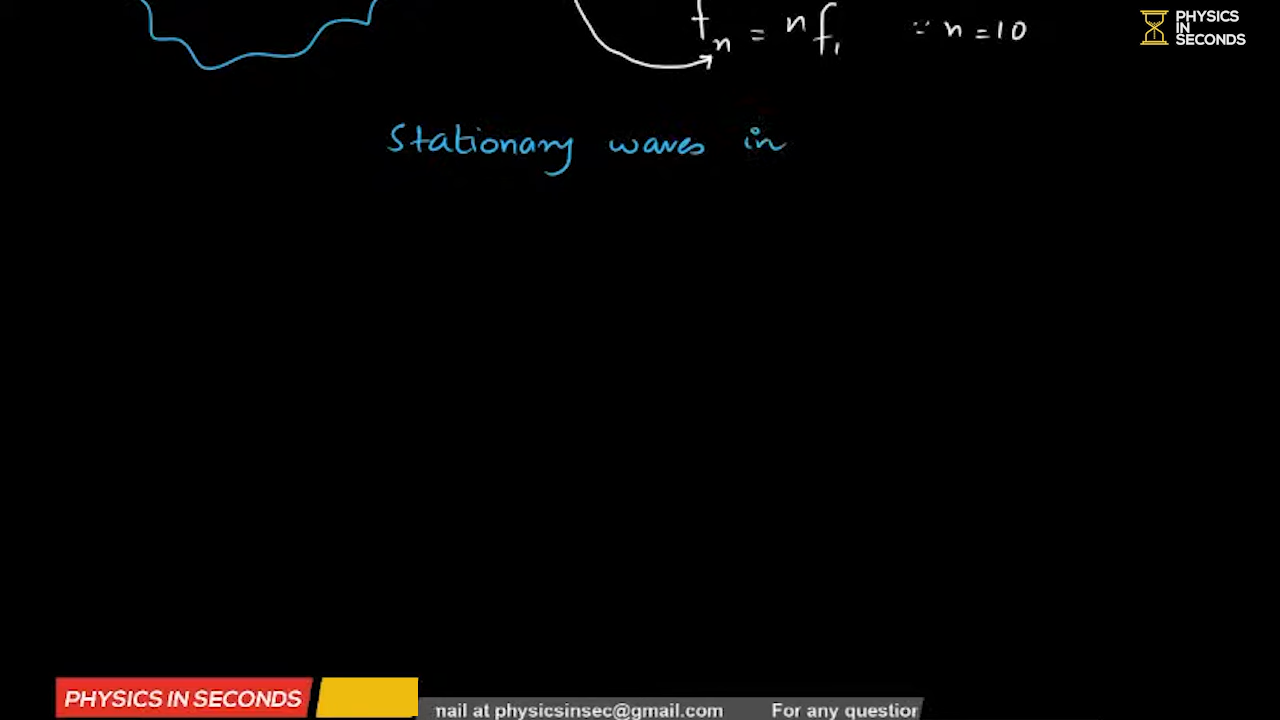 fₙ = n f₁ ∵ n = 10
PHYSICS
IN
SECONDS
Stationary waves in
PHYSICS IN SECONDS
nail at physicsinsec@gmail.com For any question